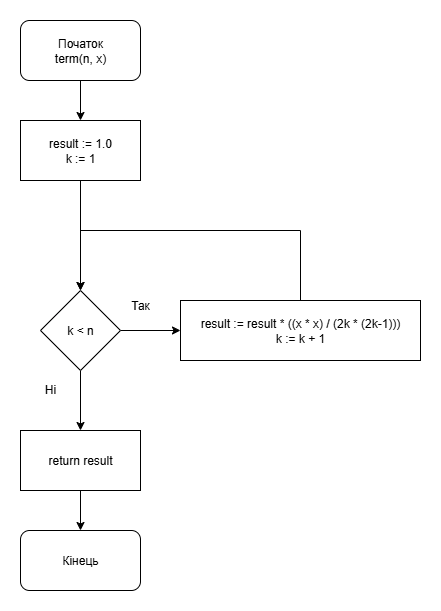 Початок
term(n, x)
result := 1.0
k := 1
Так
k < n
result := result * ((x * x) / (2k * (2k-1)))
k := k + 1
Ні
return result
Кінець